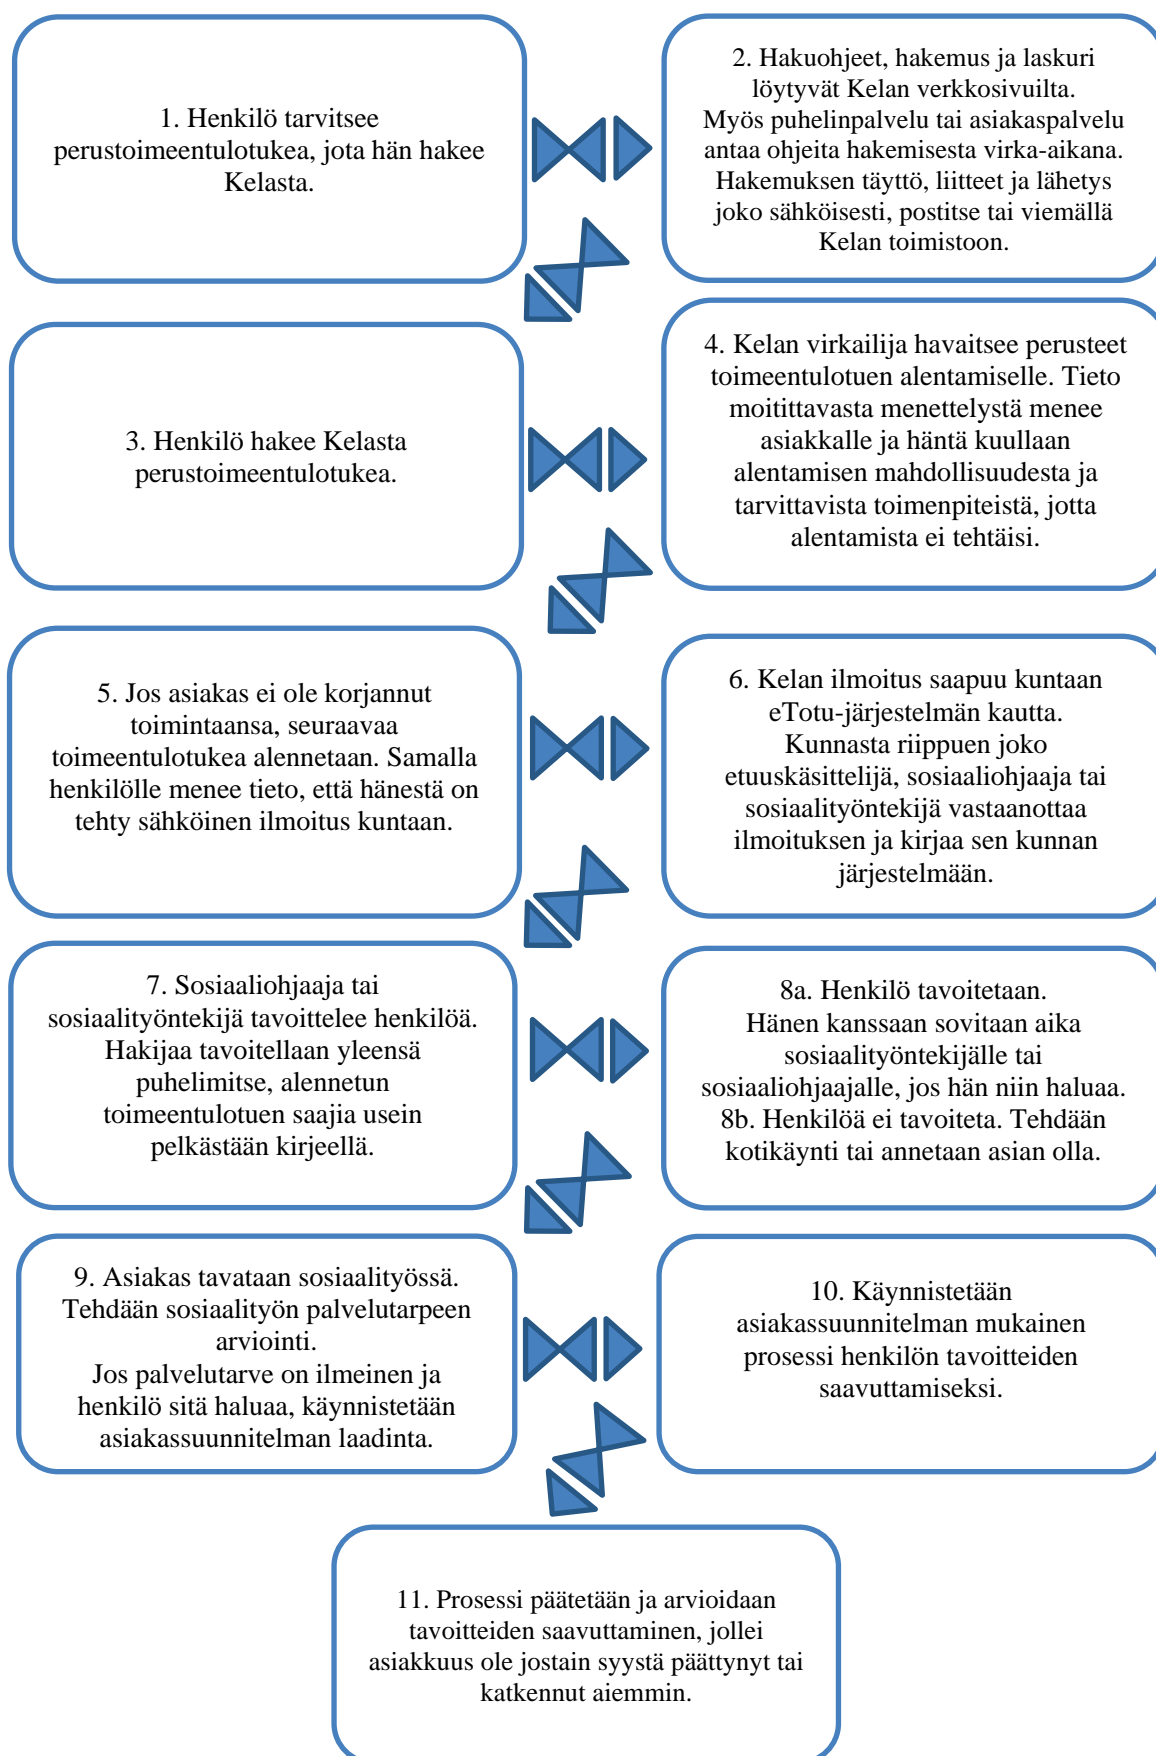 1. Henkilö tarvitsee
perustoimeentulotukea, jota hän hakee
Kelasta.
2. Hakuohjeet, hakemus ja laskuri
löytyvät Kelan verkkosivuilta.
Myös puhelinpalvelu tai asiakaspalvelu
antaa ohjeita hakemisesta virka-aikana.
Hakemuksen täyttö, liitteet ja lähetys
joko sähköisesti, postitse tai viemällä
Kelan toimistoon.
3. Henkilö hakee Kelasta
perustoimeentulotukea.
4. Kelan virkailija havaitsee perusteet
toimeentulotuen alentamiselle. Tieto
moitittavasta menettelystä menee
asiakkalle ja häntä kuullaan
alentamisen mahdollisuudesta ja
tarvittavista toimenpiteistä, jotta
alentamista ei tehtäisi.
5. Jos asiakas ei ole korjannut
toimintaansa, seuraavaa
toimeentulotukea alennetaan. Samalla
henkilölle menee tieto, että hänestä on
tehty sähköinen ilmoitus kuntaan.
6. Kelan ilmoitus saapuu kuntaan
eTotu-järjestelmän kautta.
Kunnasta riippuen joko
etuuskäsittelijä, sosiaaliohjaaja tai
sosiaalityöntekijä vastaanottaa
ilmoituksen ja kirjaa sen kunnan
järjestelmään.
7. Sosiaaliohjaaja tai
sosiaalityöntekijä tavoittelee henkilöä.
Hakijaa tavoitellaan yleensä
puhelimitse, alennetun
toimeentulotuen saajia usein
pelkästään kirjeellä.
8a. Henkilö tavoitetaan.
Hänen kanssaan sovitaan aika
sosiaalityöntekijälle tai
sosiaaliohjaajalle, jos hän niin haluaa.
8b. Henkilöä ei tavoiteta. Tehdään
kotikäynti tai annetaan asian olla.
9. Asiakas tavataan sosiaalityössä.
Tehdään sosiaalityön palvelutarpeen
arviointi.
Jos palvelutarve on ilmeinen ja
henkilö sitä haluaa, käynnistetään
asiakassuunnitelman laadinta.
10. Käynnistetään
asiakassuunnitelman mukainen
prosessi henkilön tavoitteiden
saavuttamiseksi.
11. Prosessi päätetään ja arvioidaan
tavoitteiden saavuttaminen, jollei
asiakkuus ole jostain syystä päättynyt tai
katkennut aiemmin.